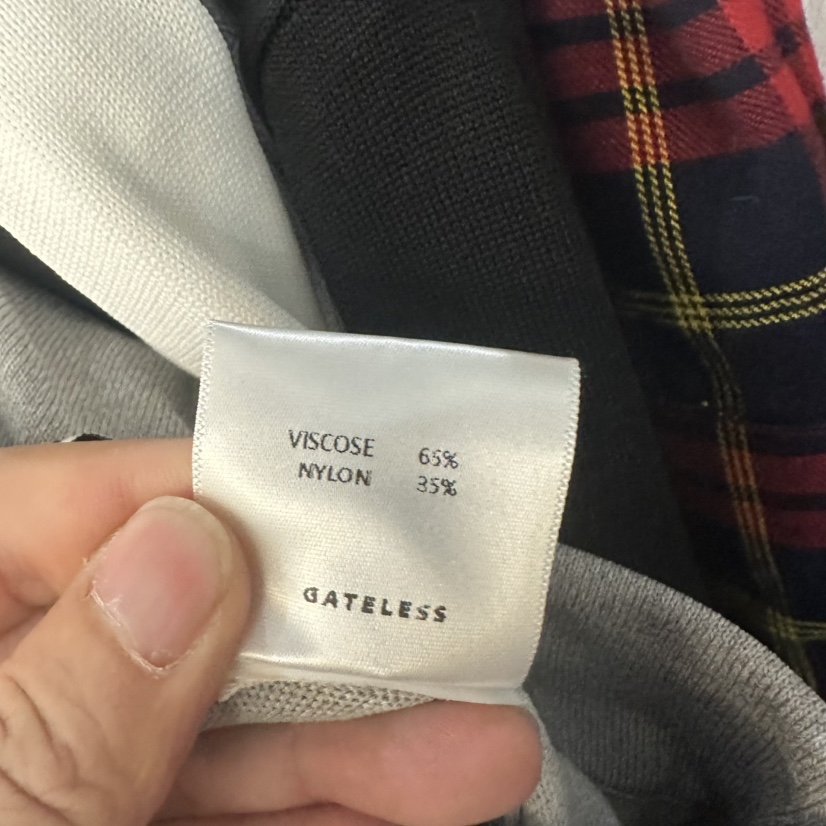 VISCOSE 65%
NYLON 35%
GATELESS